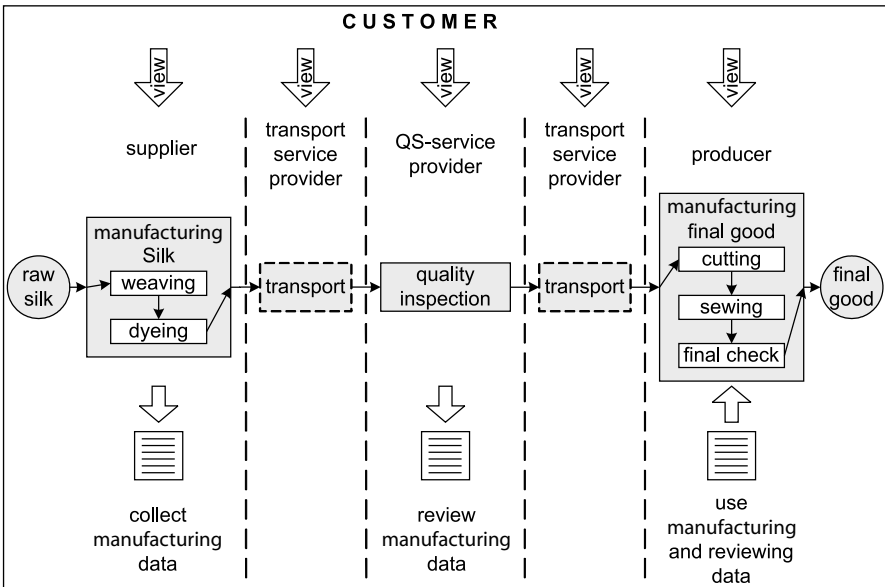 CUSTOMER
view
view
view
view
view
supplier
transport
service
provider
QS-service
provider
transport
service
provider
producer
raw
silk
manufacturing
Silk
weaving
dyeing
transport
quality
inspection
transport
manufacturing
final good
cutting
sewing
final check
final
good
collect
manufacturing
data
review
manufacturing
data
use
manufacturing
and reviewing
data